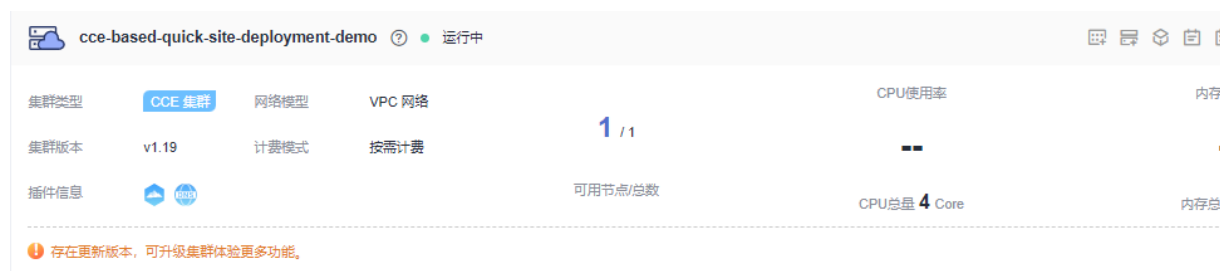 cce-based-quick-site-deployment-demo ? 运行中
集群类型 CCE 集群 网络模型 VPC 网络
集群版本 v1.19 计费模式 按需计费
插件信息 DNS
1 / 1
可用节点/总数
CPU使用率
--
CPU总量 4 Core
内存
内存总
存在更新版本，可升级集群体验更多功能。